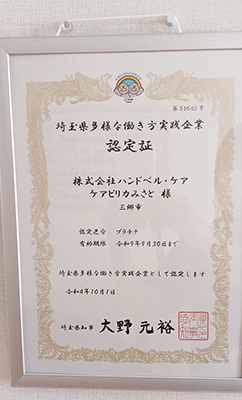 第51643号
埼玉県多様な働き方実践企業
認定証
株式会社ハンドベル・ケア
ケアピリカみさと 様
三郷市
認定区分 プラチナ
有効期限 令和9年9月30日まで
埼玉県多様な働き方実践企業として認定します
令和4年10月1日
埼玉県知事 大野 元裕